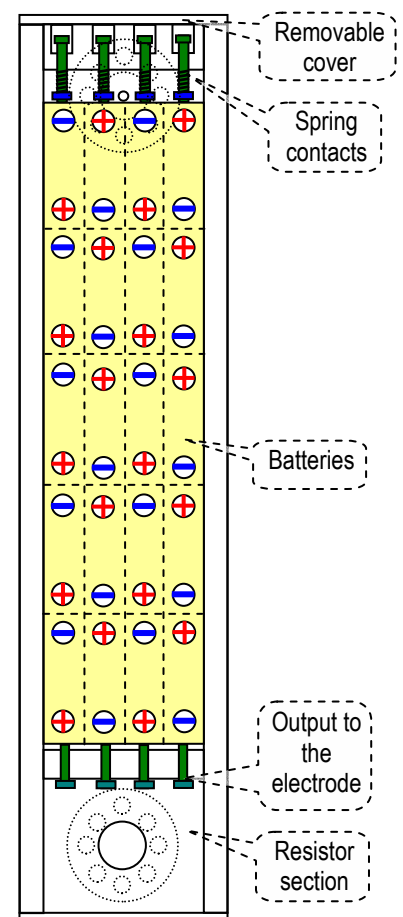 Removable
cover
Spring
contacts
Batteries
Output to
the
electrode
Resistor
section